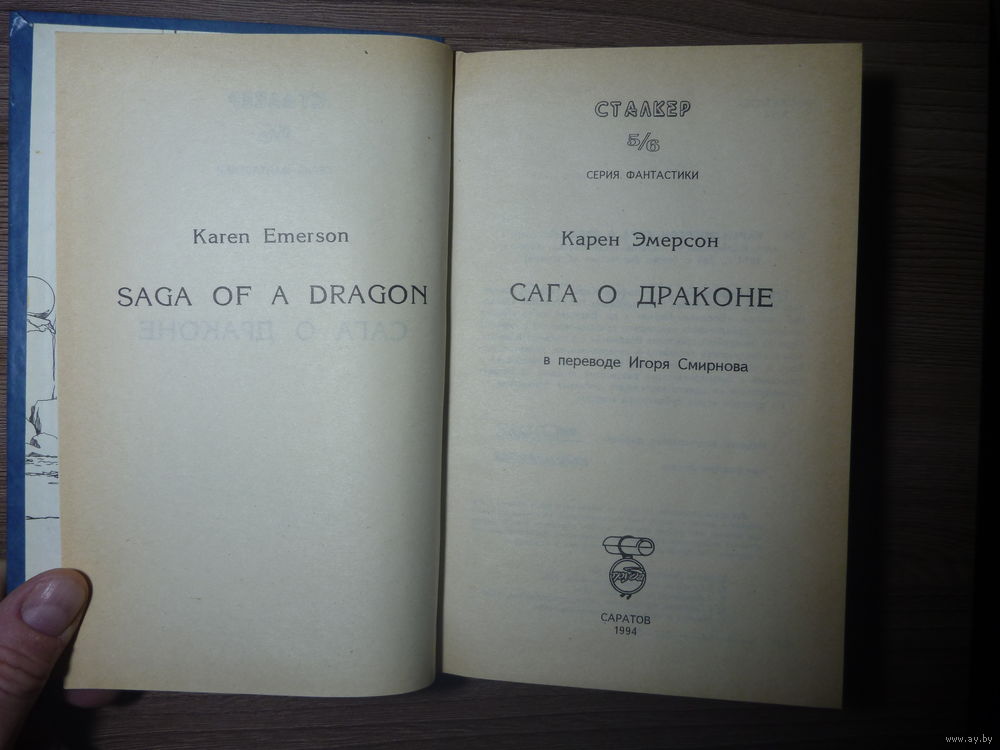 Karen Emerson
SAGA OF A DRAGON
СТАЛКЕР
5/6
СЕРИЯ ФАНТАСТИКИ
Карен Эмерсон
САГА О ДРАКОНЕ
в переводе Игоря Смирнова
САРАТОВ
1994
www.ay.by